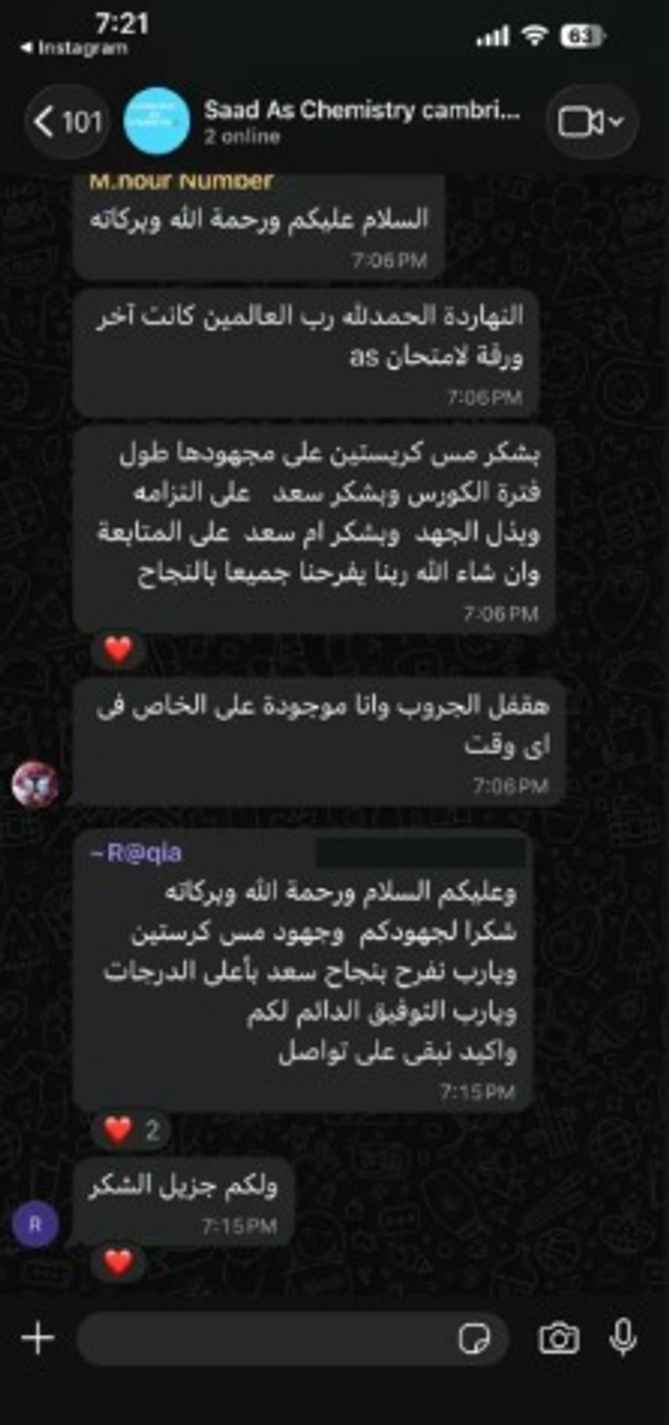 7:21
Instagram
63
101
Saad As Chemistry cambri...
2 online
M.nour Number
السلام عليكم ورحمة الله وبركاته
7:06 PM
النهاردة الحمدلله رب العالمين كانت آخر
ورقة لامتحان as
7:06 PM
بشكر مس كريستين على مجهودها طول
فترة الكورس وبشكر سعد على التزامه
وبذل الجهد وبشكر ام سعد على المتابعة
وان شاء الله ربنا يفرحنا جميعا بالنجاح
7:06 PM
هقفل الجروب وانا موجودة على الخاص فى
اى وقت
7:06 PM
~R@qia
وعليكم السلام ورحمة الله وبركاته
شكرا لجهودكم وجهود مس كرستين
ويارب نفرح بنجاح سعد بأعلى الدرجات
ويارب التوفيق الدائم لكم
واكيد نبقى على تواصل
7:15 PM
2
ولكم جزيل الشكر
R
7:15 PM